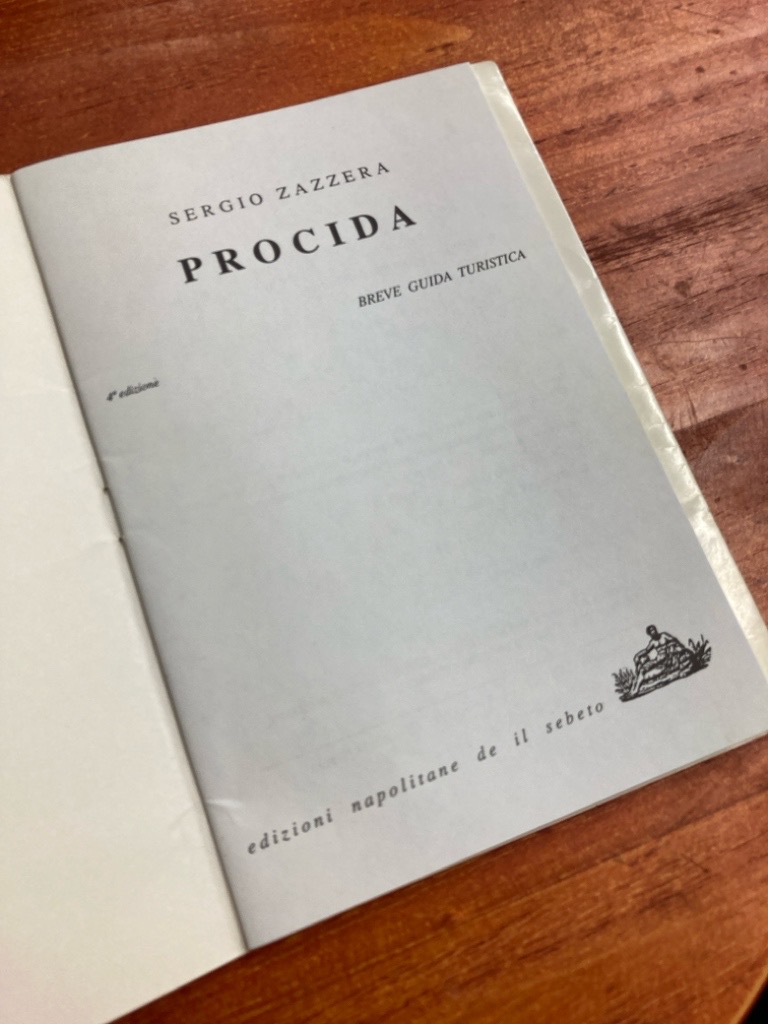 SERGIO ZAZZERA
PROCIDA
BREVE GUIDA TURISTICA
4ª edizione
edizioni napolitane de il sebeto